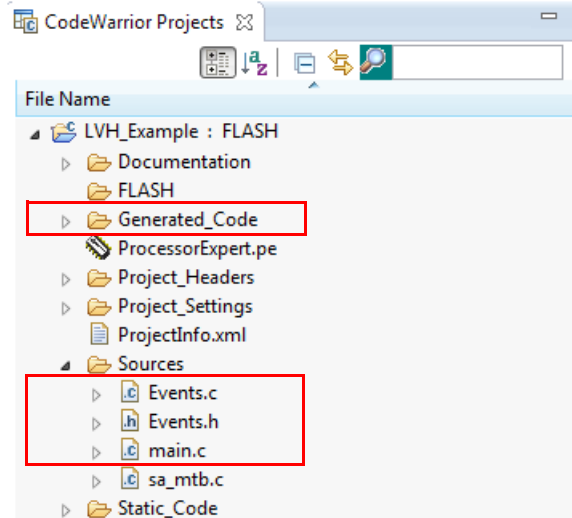 CodeWarrior Projects
File Name
LVH_Example : FLASH
Documentation
FLASH
Generated_Code
ProcessorExpert.pe
Project_Headers
Project_Settings
ProjectInfo.xml
Sources
Events.c
Events.h
main.c
sa_mtb.c
Static_Code